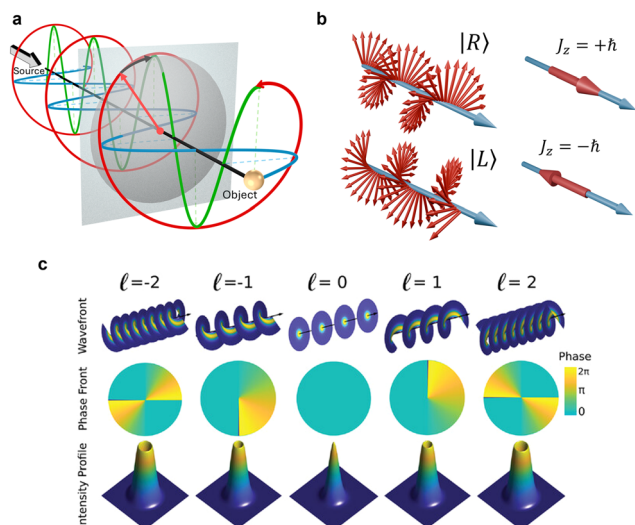 a
Source
Object
b
|R⟩
J_z = +ħ
|L⟩
J_z = −ħ
c
ℓ=-2 ℓ=-1 ℓ= 0 ℓ= 1 ℓ= 2
Wavefront
Phase Front
Phase
2π
π
0
Intensity Profile